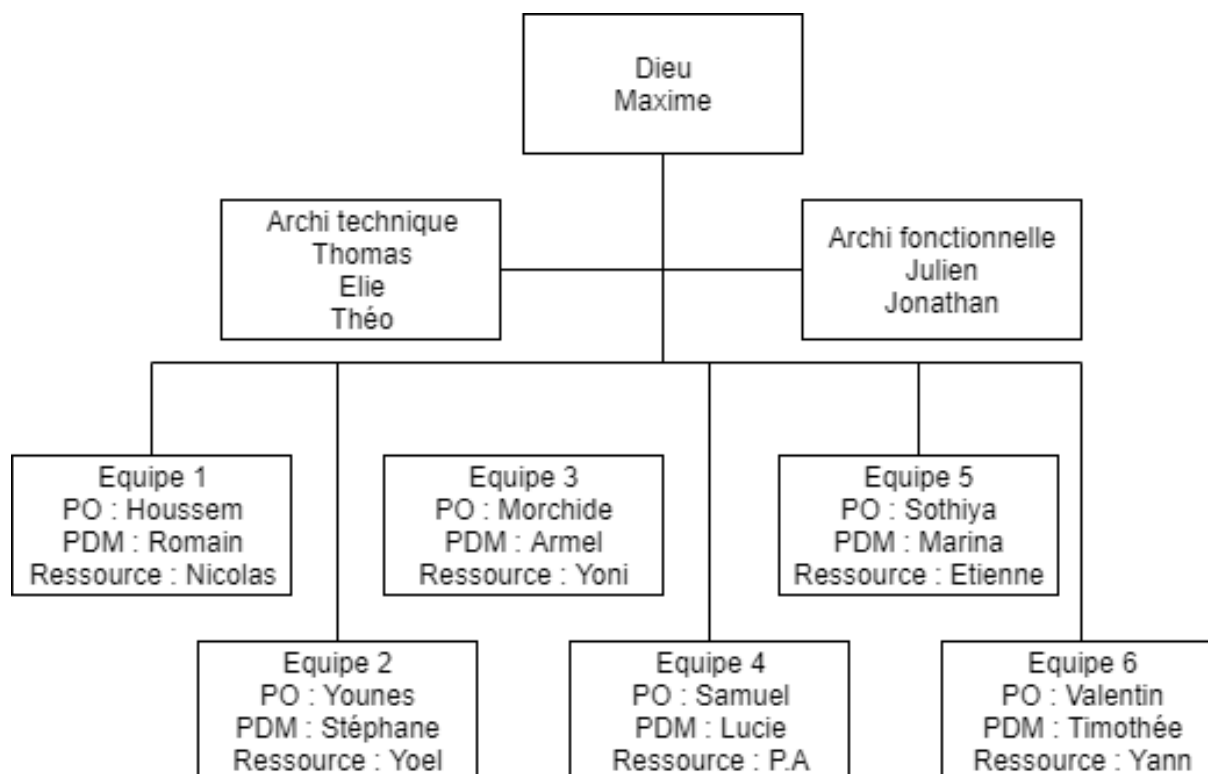 Dieu
Maxime
Archi technique
Thomas
Elie
Théo
Archi fonctionnelle
Julien
Jonathan
Equipe 1
PO : Houssem
PDM : Romain
Ressource : Nicolas
Equipe 3
PO : Morchide
PDM : Armel
Ressource : Yoni
Equipe 5
PO : Sothiya
PDM : Marina
Ressource : Etienne
Equipe 2
PO : Younes
PDM : Stéphane
Ressource : Yoel
Equipe 4
PO : Samuel
PDM : Lucie
Ressource : P.A
Equipe 6
PO : Valentin
PDM : Timothée
Ressource : Yann